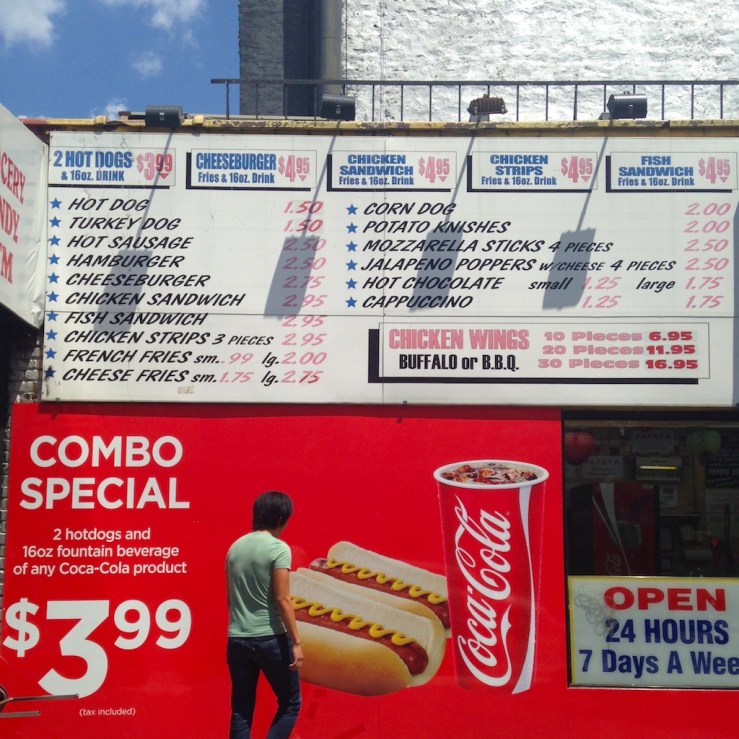 2 HOT DOGS $3.99
& 16oz. DRINK
CHEESEBURGER $4.95
Fries & 16oz. Drink
CHICKEN
SANDWICH $4.95
Fries & 16oz. Drink
CHICKEN
STRIPS $4.95
Fries & 16oz. Drink
FISH
SANDWICH $4.95
Fries & 16oz. Drink
★ HOT DOG 1.50
★ TURKEY DOG 1.50
★ HOT SAUSAGE 2.50
★ HAMBURGER 2.50
★ CHEESEBURGER 2.75
★ CHICKEN SANDWICH 2.95
★ FISH SANDWICH 2.95
★ CHICKEN STRIPS 3 PIECES 2.95
★ FRENCH FRIES sm. .99 lg. 2.00
★ CHEESE FRIES sm. 1.75 lg. 2.75
★ CORN DOG 2.00
★ POTATO KNISHES 2.00
★ MOZZARELLA STICKS 4 PIECES 2.50
★ JALAPENO POPPERS W/CHEESE 4 PIECES 2.50
★ HOT CHOCOLATE small 1.25 large 1.75
★ CAPPUCCINO 1.25 1.75
CHICKEN WINGS
BUFFALO or B.B.Q.
10 Pieces 6.95
20 Pieces 11.95
30 Pieces 16.95
COMBO
SPECIAL
2 hotdogs and
16oz fountain beverage
of any Coca-Cola product
$3.99
(tax included)
Coca-Cola
OPEN
24 HOURS
7 Days A Wee